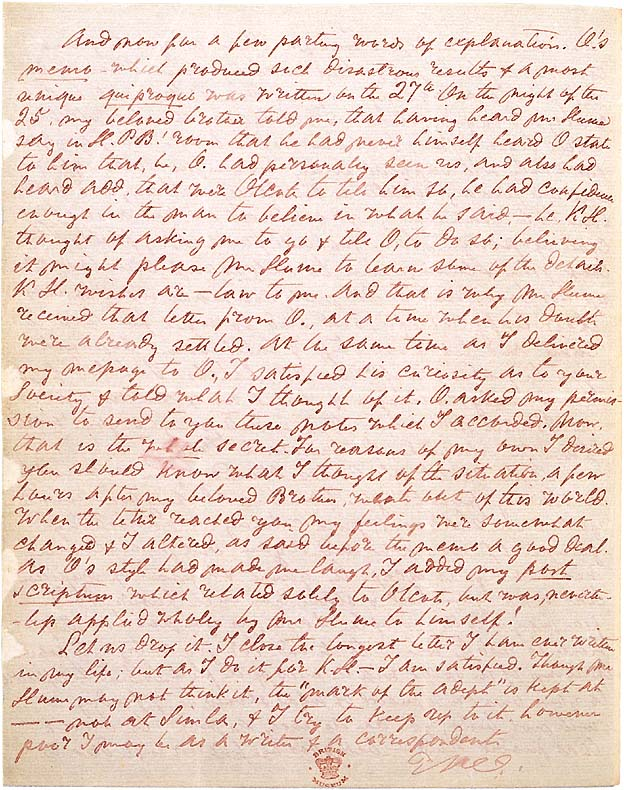 And now for a few parting words of explanation. O's
memo – which produced such disastrous results & a most
unique quiproquo was written on the 27th On the night of the
25, my beloved brother told me, that having heard Mr Hume
say in H.P.B.' room that he had never himself heard O state
to him that, he, O. had personally seen us, and also had
heard add, that were Olcott to tell him so, he had confidence
enough in the man to believe in what he said, – he K.H.
thought of asking me to go & tell O, to do so; believing
it might please Mr Hume to learn some of the details.
K H. wishes are – law to me. And that is why Mr Hume
received that letter from O., at a time when his doubts
were already settled. At the same time as I delivered
my message to O., I satisfied his curiosity as to your
Society & told what I thought of it. O. asked my permis-
sion to send to you these notes which I accorded. Now,
that is the whole secret. For reasons of my own I desired
you should know what I thought of the situation, a few
hours after my beloved Brother, went out of this world.
When the letter reached you my feelings were somewhat
changed & I altered, as said before the memo a good deal.
As O's style had made me laugh, I added my post
scriptum which related solely to Olcott, but was, neverth-
-less applied wholey by Mr Hume to himself!
Let us drop it. I close the longest letter I have ever written
in my life; but as I do it for K.H. – I am satisfied. Though Mr
Hume may not think it, the "mark of the adept" is kept at
— — not at Simla, & I try to keep up to it, however
poor I may be as a writer & a correspondent
BRITISH MUSEUM